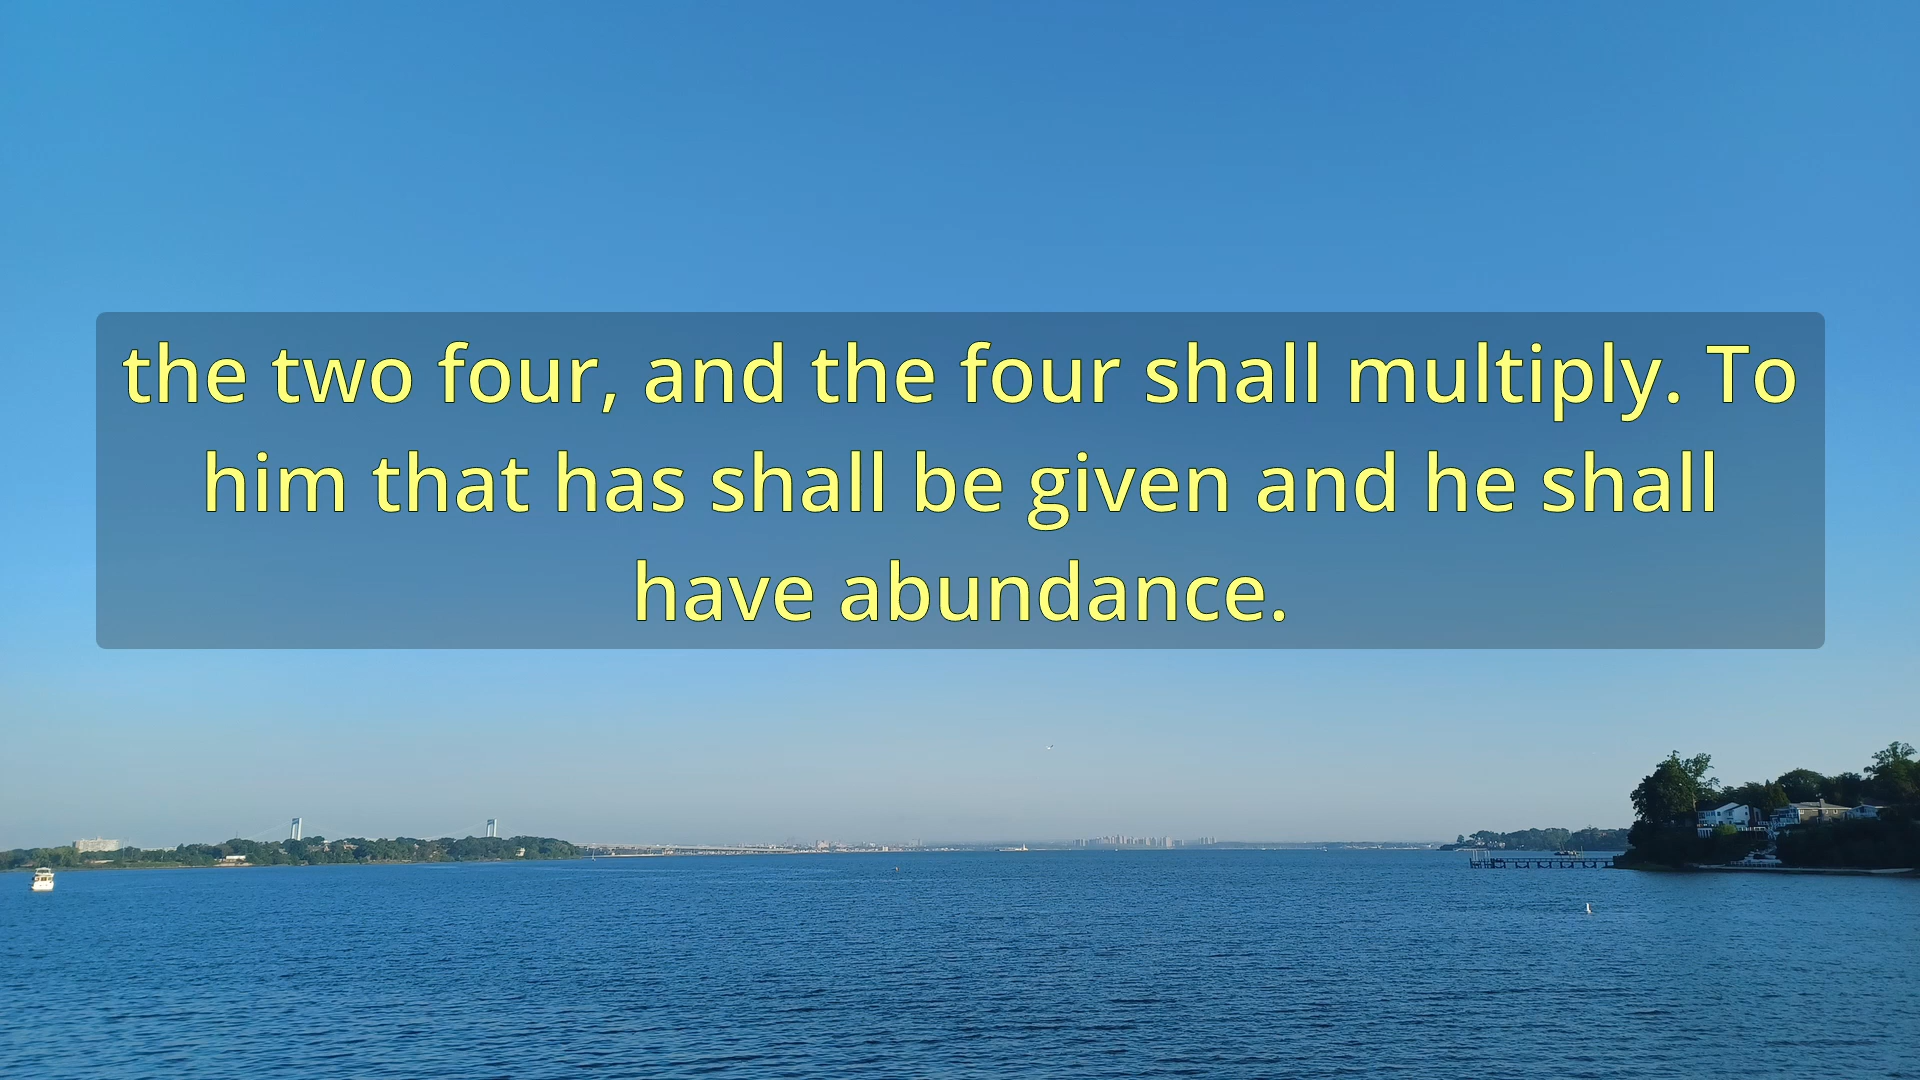 the two four, and the four shall multiply. To
him that has shall be given and he shall
have abundance.